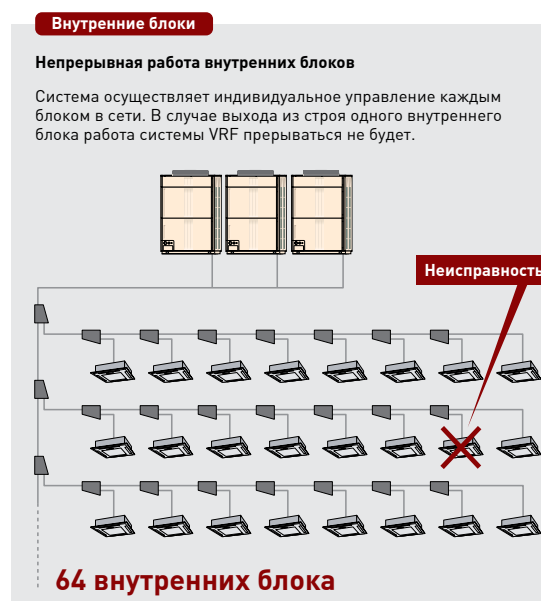 Внутренние блоки
Непрерывная работа внутренних блоков
Система осуществляет индивидуальное управление каждым
блоком в сети. В случае выхода из строя одного внутреннего
блока работа системы VRF прерываться не будет.
Неисправность
64 внутренних блока